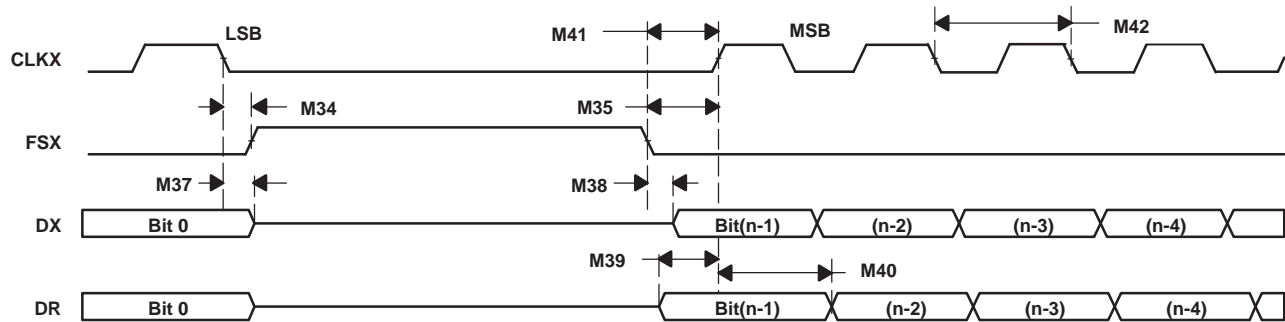 LSB
M41
MSB
M42
CLKX
M34
M35
FSX
M37
M38
DX
Bit 0
Bit(n-1)
(n-2)
(n-3)
(n-4)
M39
M40
DR
Bit 0
Bit(n-1)
(n-2)
(n-3)
(n-4)